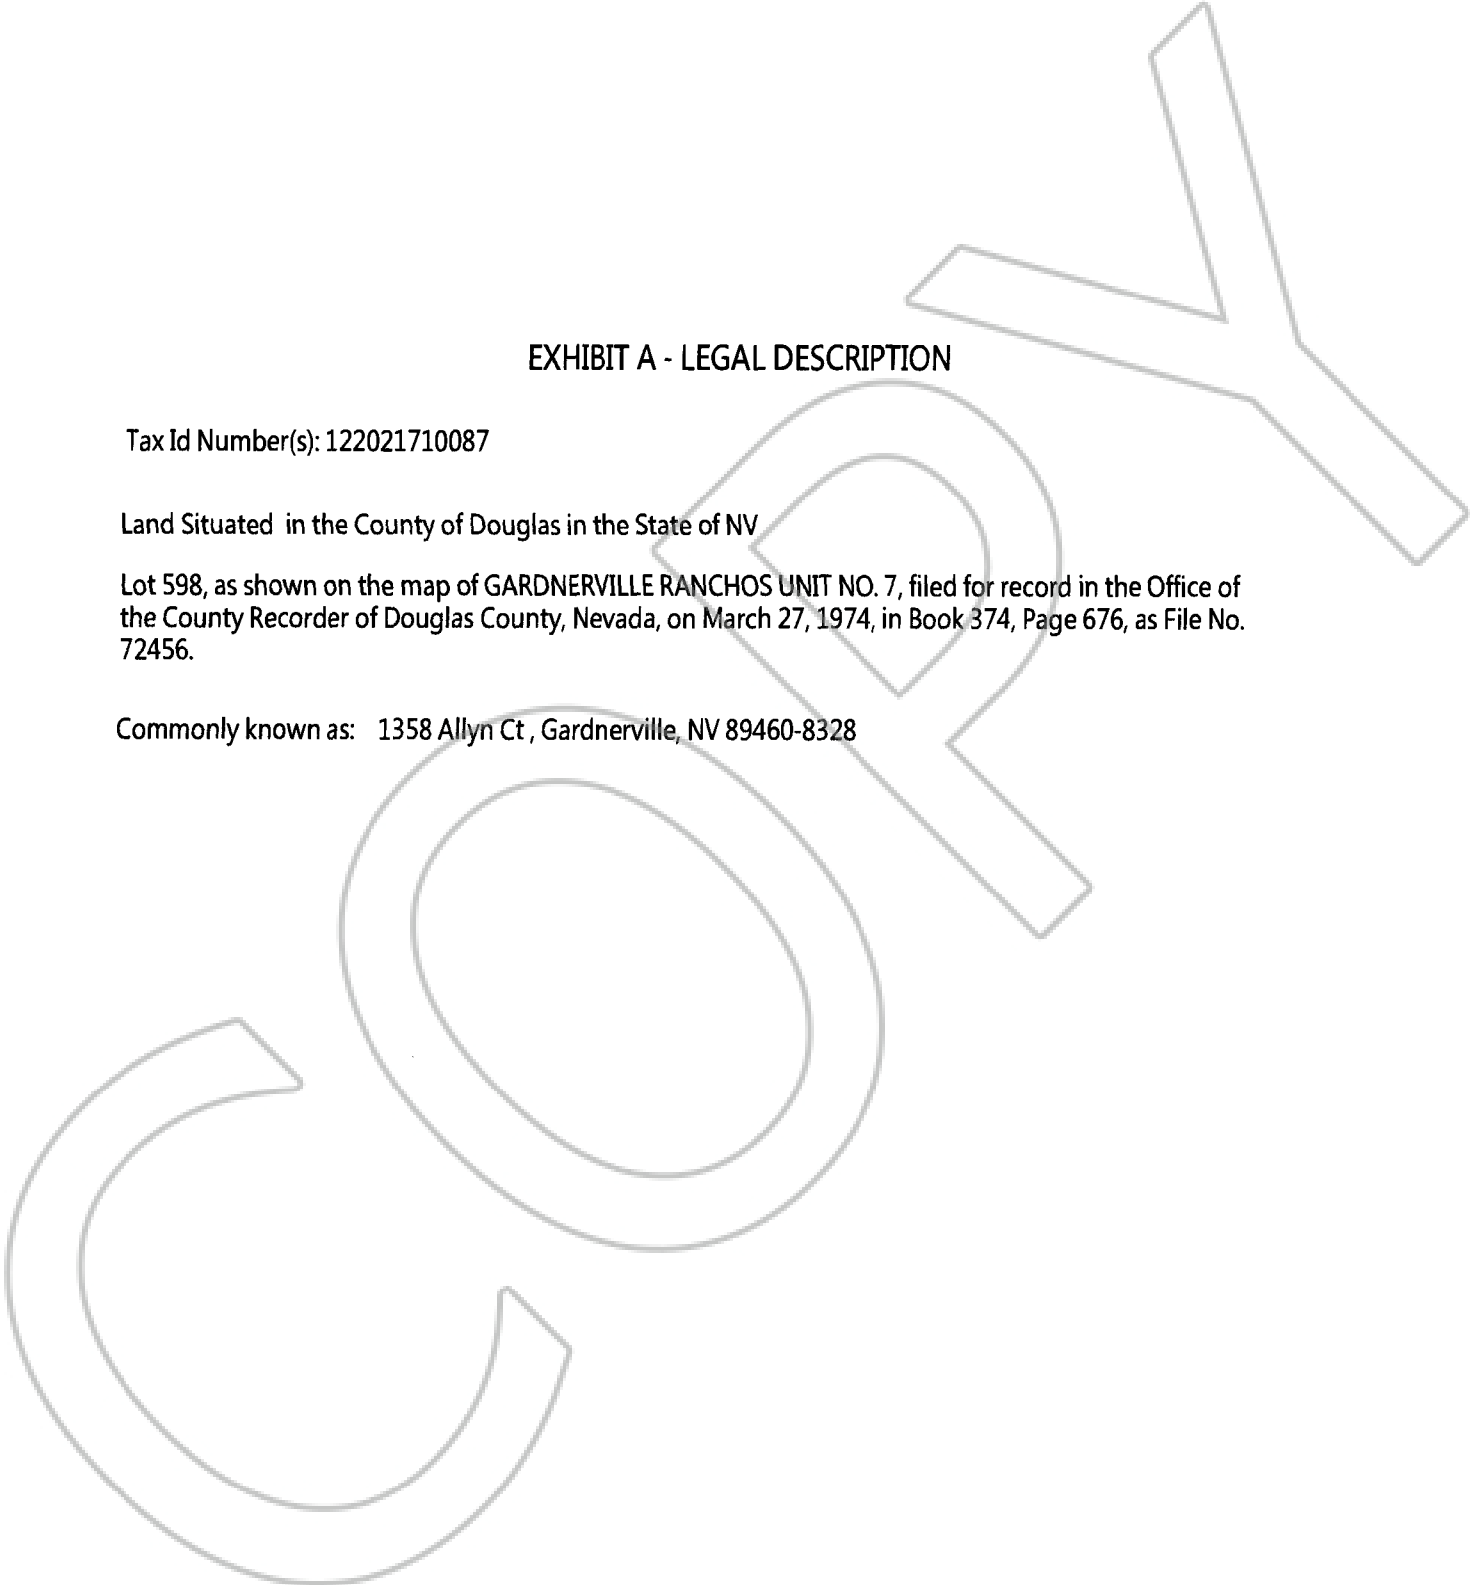 EXHIBIT A - LEGAL DESCRIPTION
Tax Id Number(s): 122021710087
Land Situated in the County of Douglas in the State of NV
Lot 598, as shown on the map of GARDNERVILLE RANCHOS UNIT NO. 7, filed for record in the Office of
the County Recorder of Douglas County, Nevada, on March 27, 1974, in Book 374, Page 676, as File No.
72456.
Commonly known as: 1358 Allyn Ct , Gardnerville, NV 89460-8328
COPY